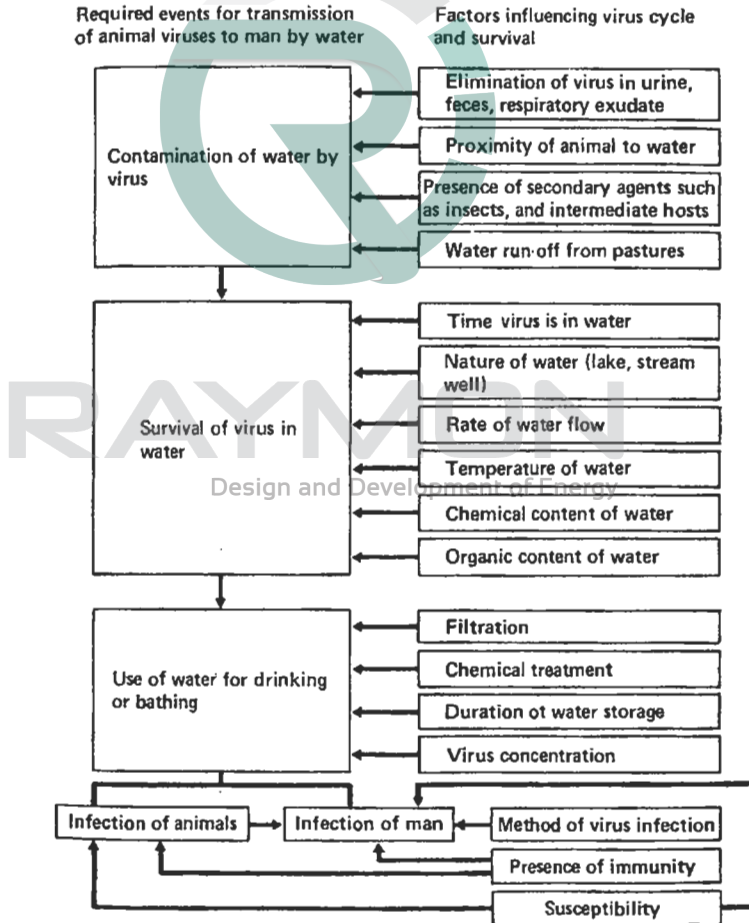 Required events for transmission
of animal viruses to man by water
Factors influencing virus cycle
and survival
Contamination of water by
virus
Elimination of virus in urine,
feces, respiratory exudate
Proximity of animal to water
Presence of secondary agents such
as insects, and intermediate hosts
Water run-off from pastures
Survival of virus in
water
Time virus is in water
Nature of water (lake, stream
well)
Rate of water flow
Temperature of water
Chemical content of water
Organic content of water
RAYMON
Design and Development of Energy
Use of water for drinking
or bathing
Filtration
Chemical treatment
Duration ot water storage
Virus concentration
Infection of animals
Infection of man
Method of virus infection
Presence of immunity
Susceptibility